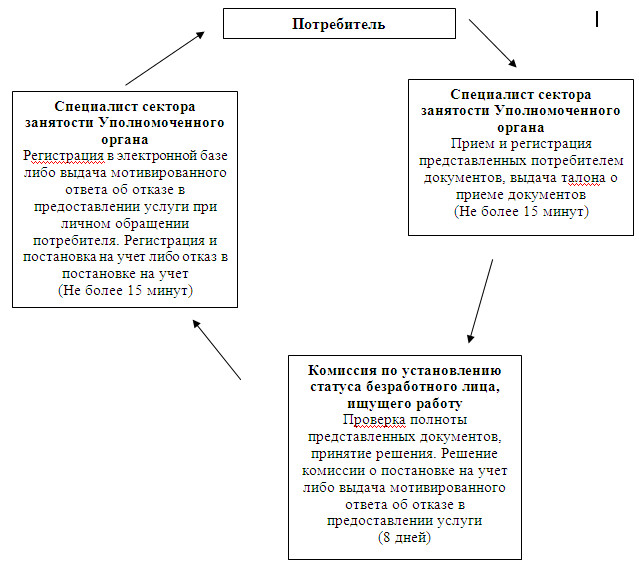 Потребитель
Специалист сектора
занятости Уполномоченного
органа
Прием и регистрация
представленных потребителем
документов, выдача талона о
приеме документов
(Не более 15 минут)
Комиссия по установлению
статуса безработного лица,
ищущего работу
Проверка полноты
представленных документов,
принятие решения. Решение
комиссии о постановке на учет
либо выдача мотивированного
ответа об отказе в
предоставлении услуги
(8 дней)
Специалист сектора
занятости Уполномоченного
органа
Регистрация в электронной базе
либо выдача мотивированного
ответа об отказе в
предоставлении услуги при
личном обращении
потребителя. Регистрация и
постановка на учет либо отказ в
постановке на учет
(Не более 15 минут)